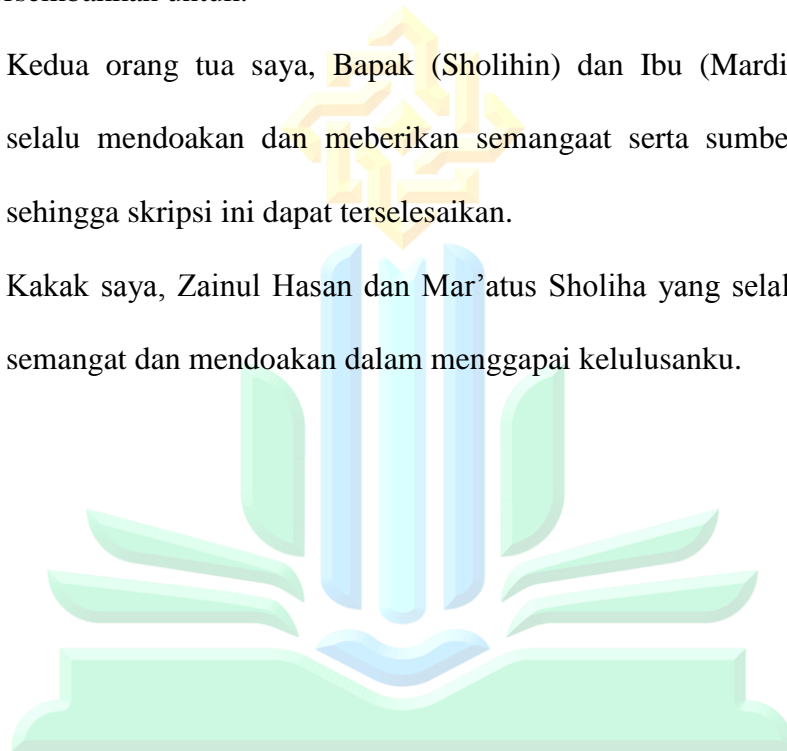 untuk:
Kedua orang tua saya, Bapak (Sholihin) dan Ibu (Mardi
selalu mendoakan dan meberikan semangaat serta sumbe
sehingga skripsi ini dapat terselesaikan.
Kakak saya, Zainul Hasan dan Mar’atus Sholiha yang selal
semangat dan mendoakan dalam menggapai kelulusanku.